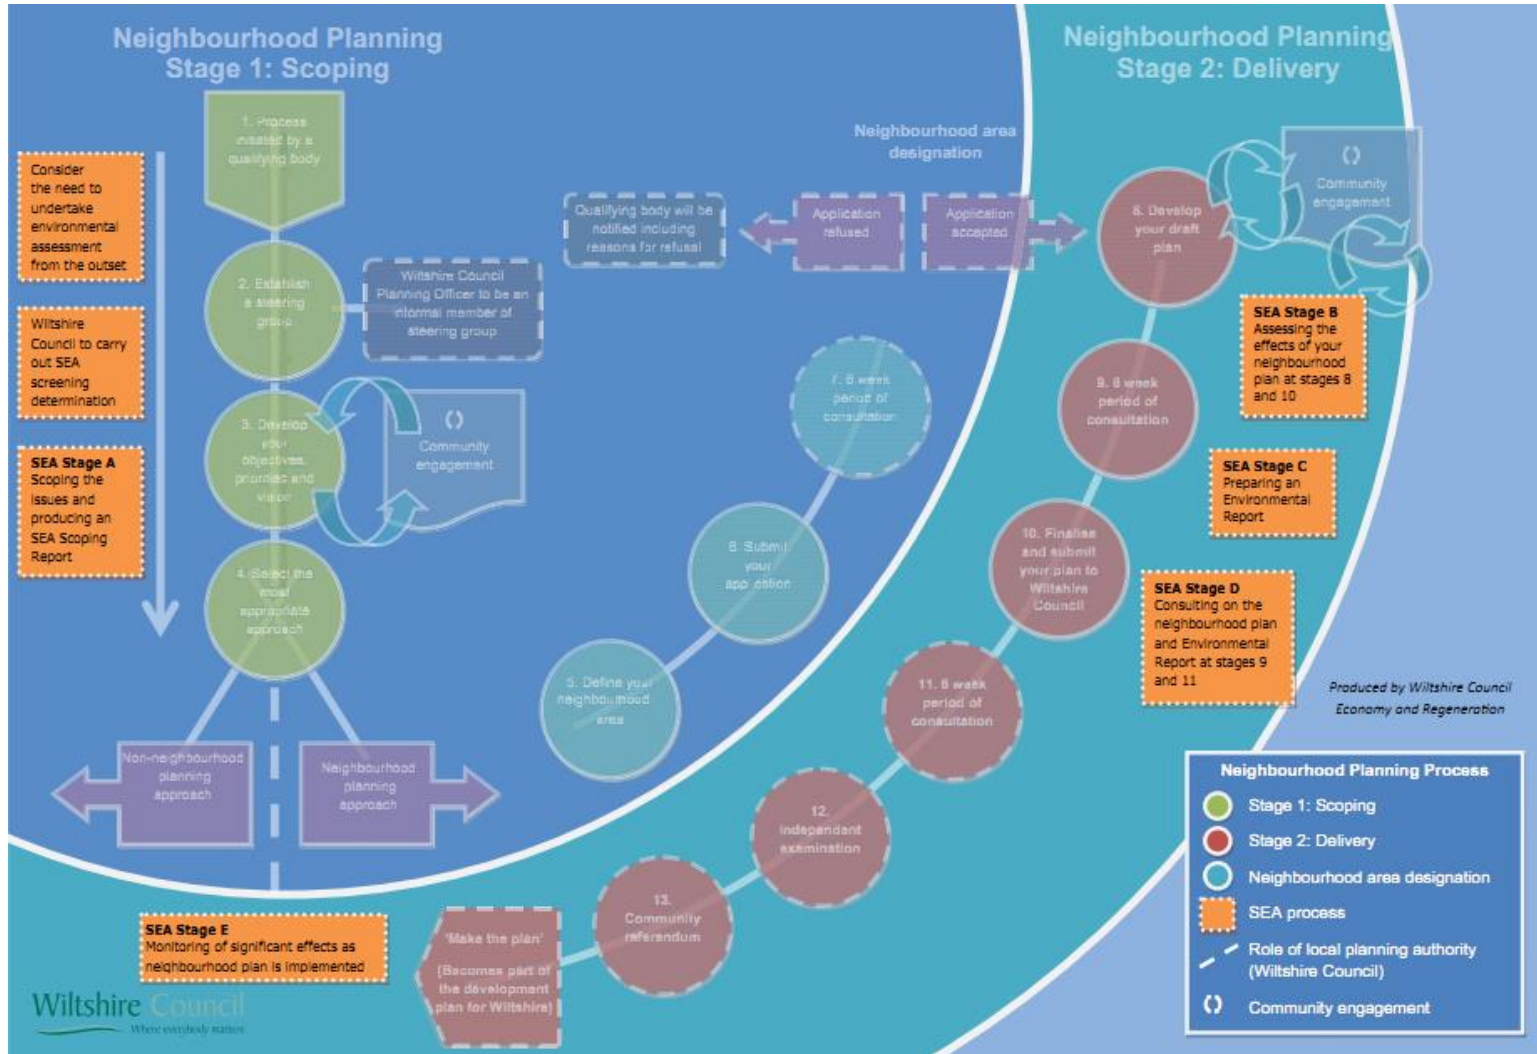 Neighbourhood Planning
Stage 1: Scoping
Neighbourhood Planning
Stage 2: Delivery
1. Process
initiated by a
qualifying body
Consider
the need to
undertake
environmental
assessment
from the outset
2. Establish
a steering
group
Wiltshire Council
Planning Officer to be an
informal member of
steering group
Wiltshire
Council to carry
out SEA
screening
determination
3. Develop
your
objectives,
priorities and
vision
Community
engagement
SEA Stage A
Scoping the
issues and
producing an
SEA Scoping
Report
4. Select the
most
appropriate
approach
Non-neighbourhood
planning
approach
Neighbourhood
planning
approach
5. Define your
neighbourhood
area
6. Submit
your
application
7. 6 week
period of
consultation
Neighbourhood area
designation
Qualifying body will be
notified including
reasons for refusal
Application
refused
Application
accepted
8. Develop
your draft
plan
Community
engagement
SEA Stage B
Assessing the
effects of your
neighbourhood
plan at stages 8
and 10
9. 6 week
period of
consultation
SEA Stage C
Preparing an
Environmental
Report
10. Finalise
and submit
your plan to
Wiltshire
Council
SEA Stage D
Consulting on the
neighbourhood plan
and Environmental
Report at stages 9
and 11
11. 6 week
period of
consultation
12.
Independent
examination
13.
Community
referendum
'Make the plan'
(Becomes part of
the development
plan for Wiltshire)
SEA Stage E
Monitoring of significant effects as
neighbourhood plan is implemented
Wiltshire Council
Where everybody matters
Produced by Wiltshire Council
Economy and Regeneration
Neighbourhood Planning Process
Stage 1: Scoping
Stage 2: Delivery
Neighbourhood area designation
SEA process
Role of local planning authority
(Wiltshire Council)
Community engagement